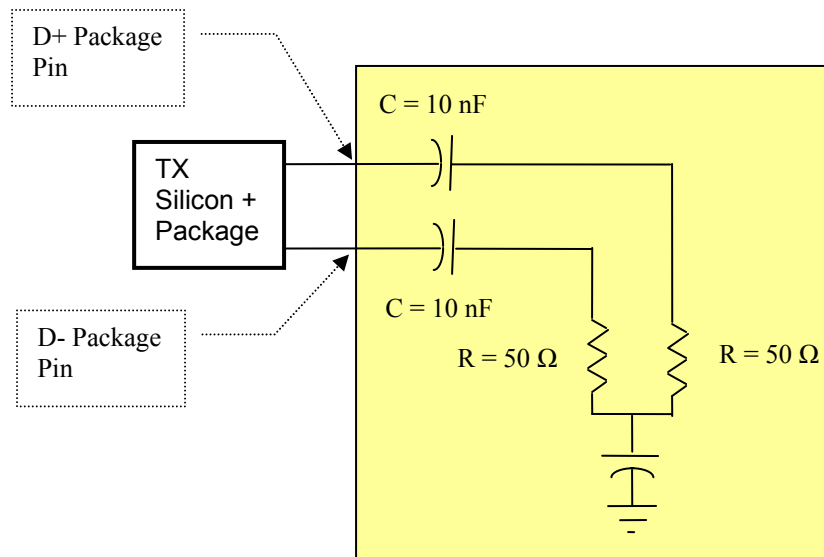 D+ Package
Pin
C = 10 nF
TX
Silicon +
Package
C = 10 nF
D- Package
Pin
R = 50 Ω
R = 50 Ω